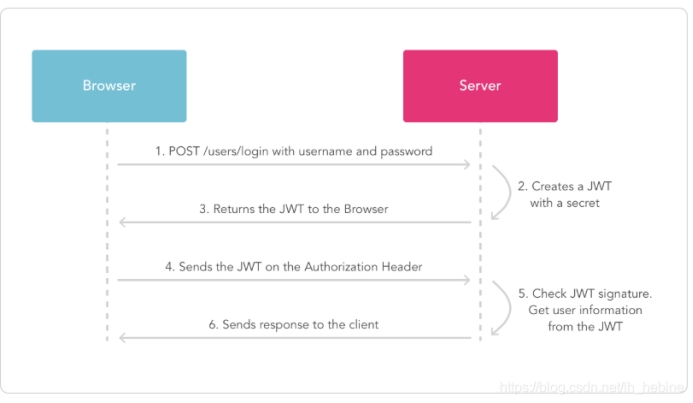 Browser
Server
1. POST /users/login with username and password
2. Creates a JWT
with a secret
3. Returns the JWT to the Browser
4. Sends the JWT on the Authorization Header
5. Check JWT signature.
Get user information
from the JWT
6. Sends response to the client
https://blog.csdn.net/lh_hebine